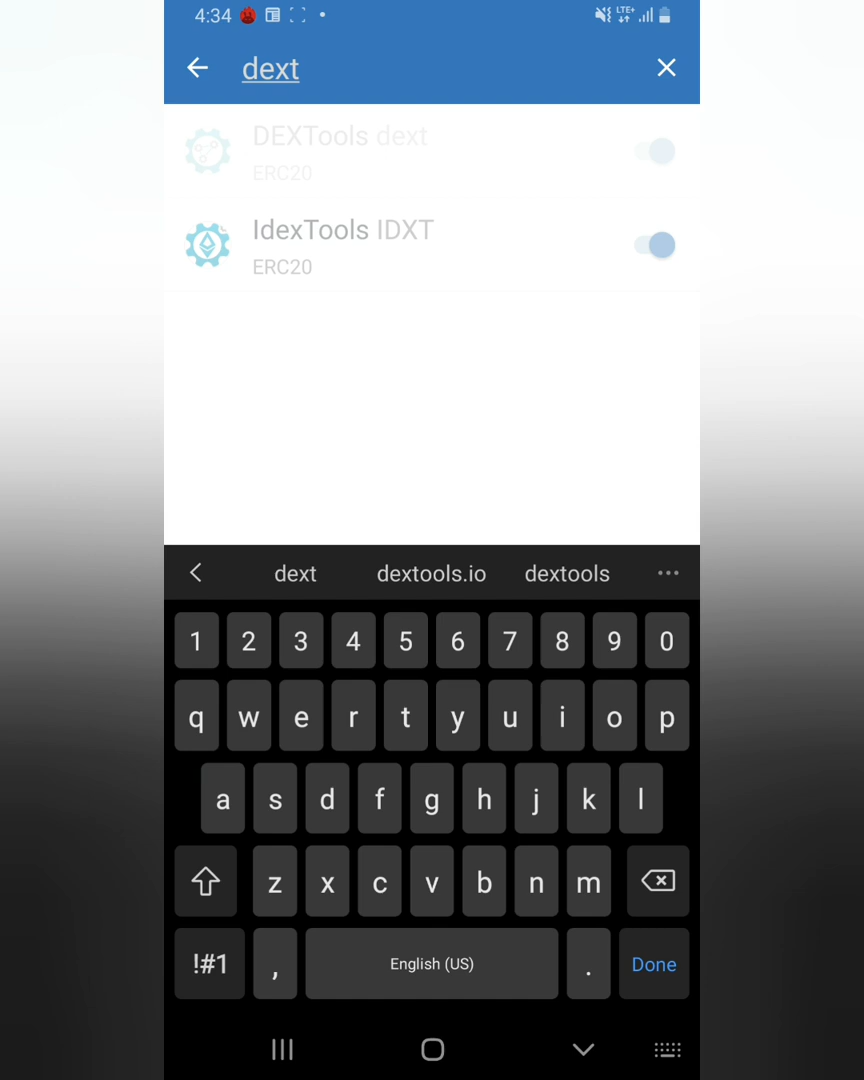 4:34 LTE+
dext
DEXTools dext
ERC20
IdexTools IDXT
ERC20
dext dextools.io dextools
1 2 3 4 5 6 7 8 9 0
q w e r t y u i o p
a s d f g h j k l
z x c v b n m
!#1 , English (US) . Done